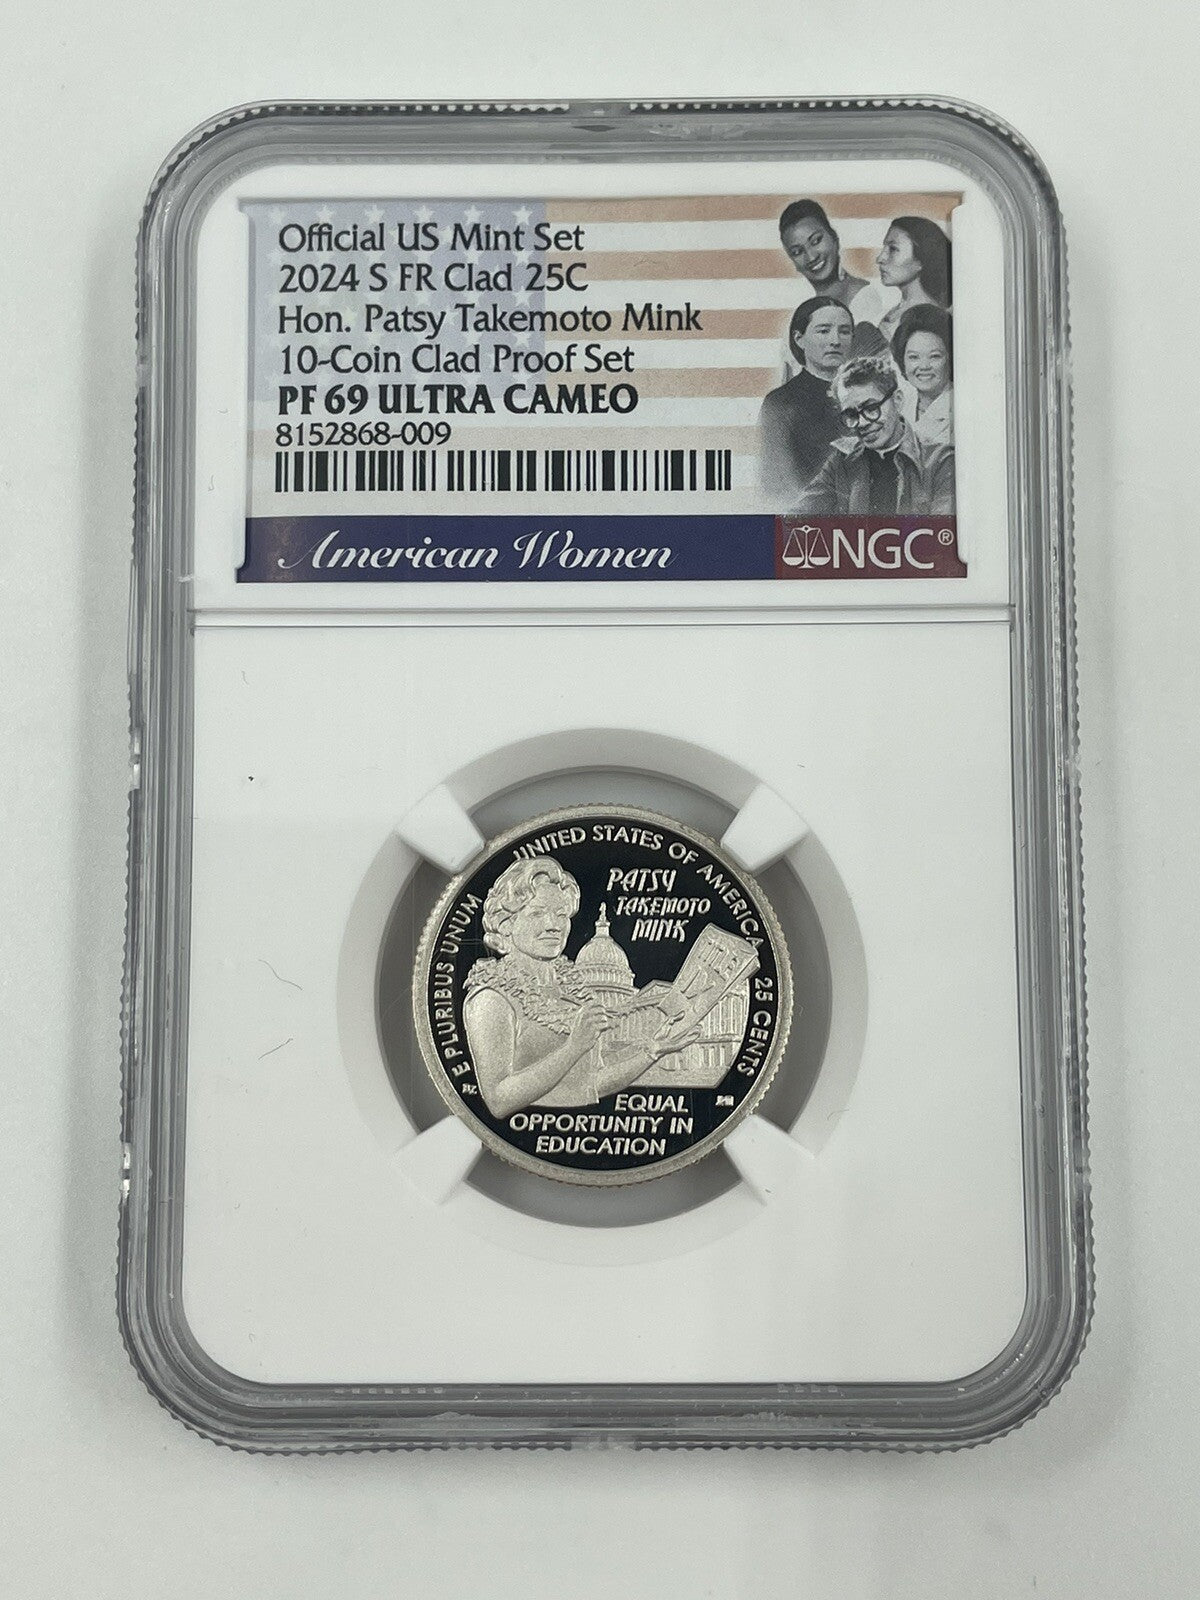 Official US Mint Set
2024 S FR Clad 25C
Hon. Patsy Takemoto Mink
10-Coin Clad Proof Set
PF 69 ULTRA CAMEO
8152868-009
American Women
NGC®
UNITED STATES OF AMERICA
PATSY
TAKEMOTO
MINK
E PLURIBUS UNUM
25 CENTS
EQUAL
OPPORTUNITY IN
EDUCATION